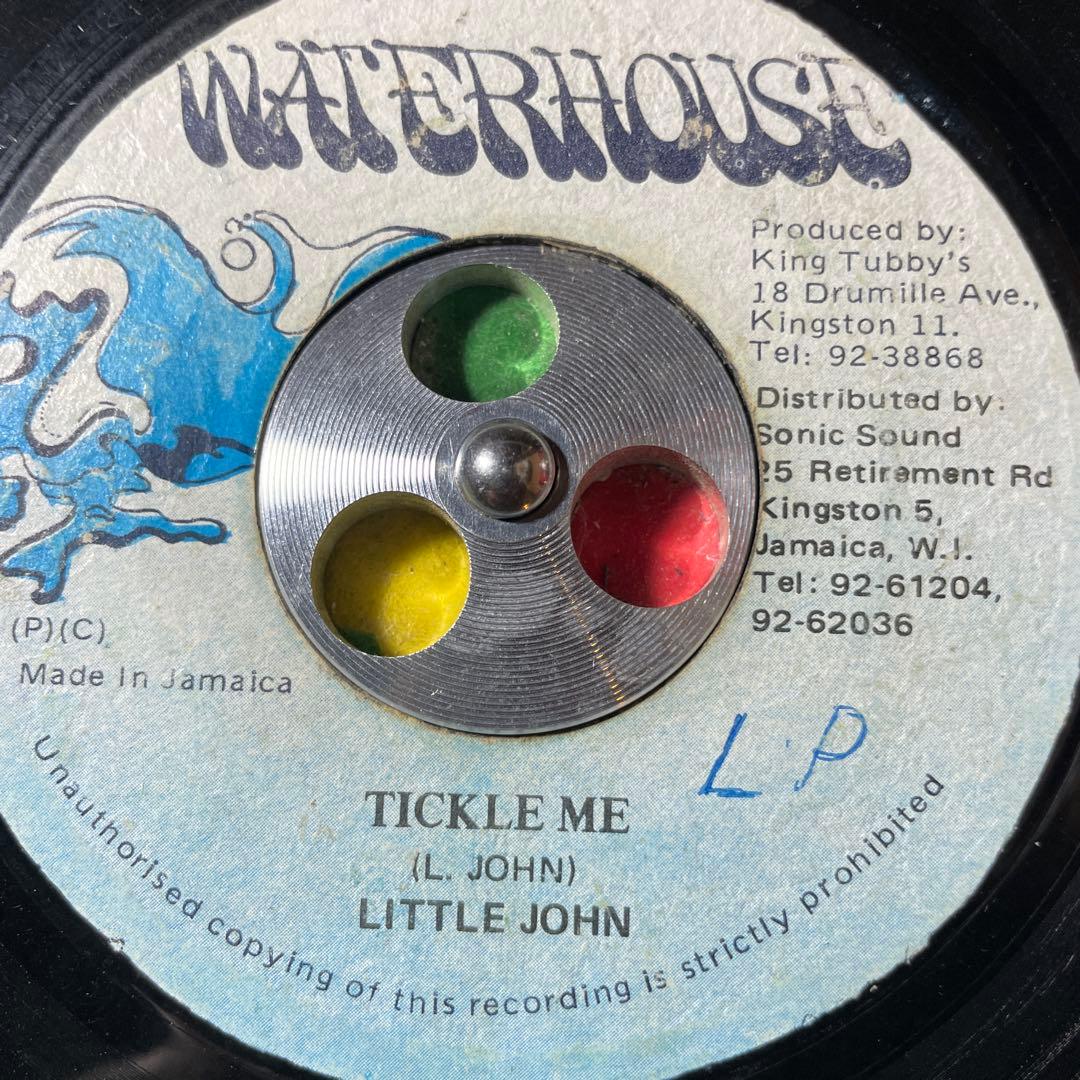 WATERHOUSE
Produced by:
King Tubby's
18 Drumille Ave.,
Kingston 11.
Tel: 92-38868
Distributed by:
Sonic Sound
25 Retirement Rd
Kingston 5,
Jamaica, W.I.
Tel: 92-61204,
92-62036
(P)(C)
Made In Jamaica
L.P
TICKLE ME
(L. JOHN)
LITTLE JOHN
Unauthorised copying of this recording is strictly prohibited